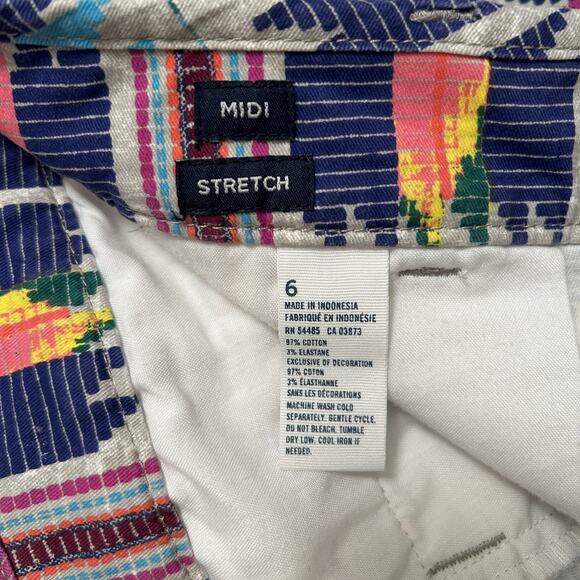 MIDI
STRETCH
6
MADE IN INDONESIA
FABRIQUÉ EN INDONÉSIE
RN 54485 CA 03873
97% COTTON
3% ELASTANE
EXCLUSIVE OF DECORATION
97% COTON
3% ÉLASTHANNE
SANS LES DÉCORATIONS
MACHINE WASH COLD
SEPARATELY. GENTLE CYCLE.
DO NOT BLEACH. TUMBLE
DRY LOW. COOL IRON IF
NEEDED.